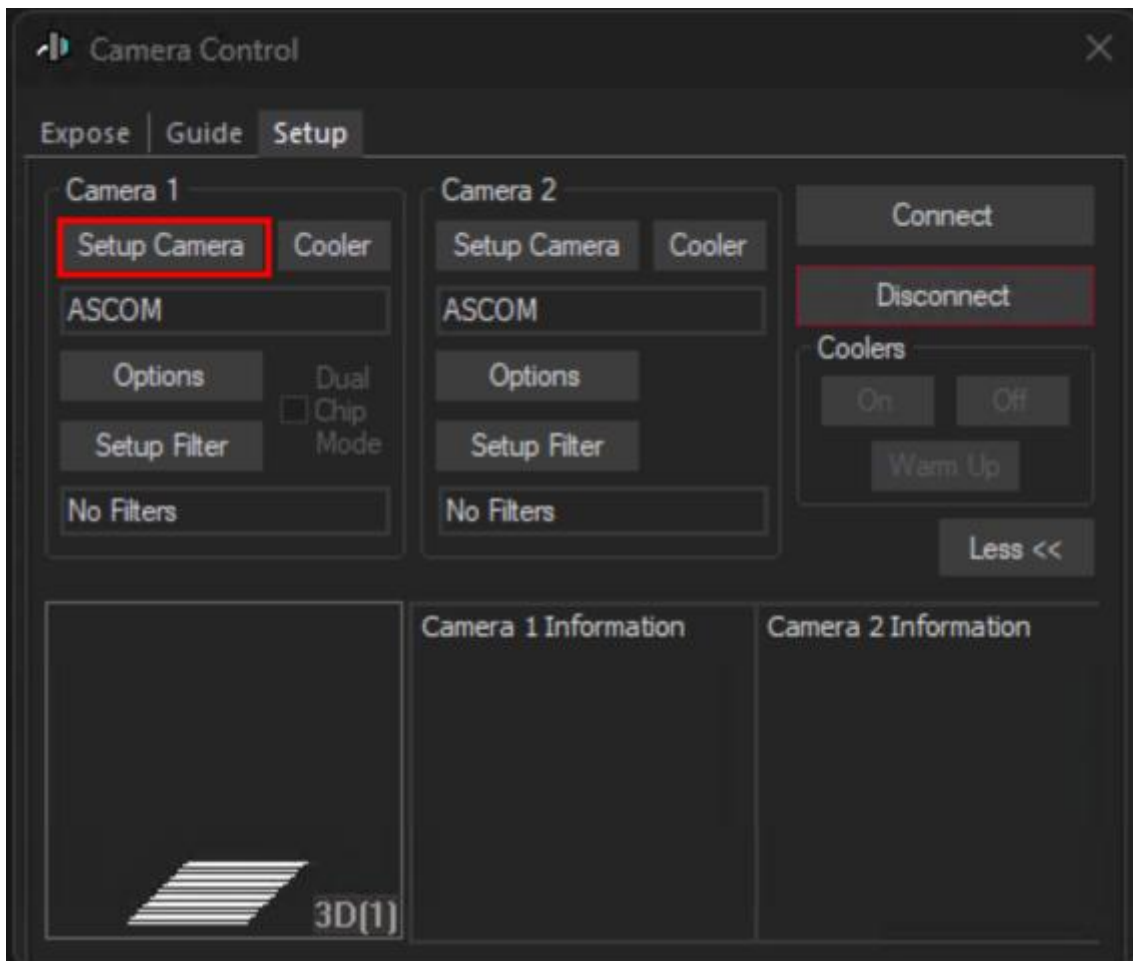 Camera Control
Expose Guide Setup
Camera 1
Setup Camera Cooler
ASCOM
Options
Dual
Chip
Mode
Setup Filter
No Filters
Camera 2
Setup Camera Cooler
ASCOM
Options
Setup Filter
No Filters
Connect
Disconnect
Coolers
On Off
Warm Up
Less <<
3D(1)
Camera 1 Information
Camera 2 Information